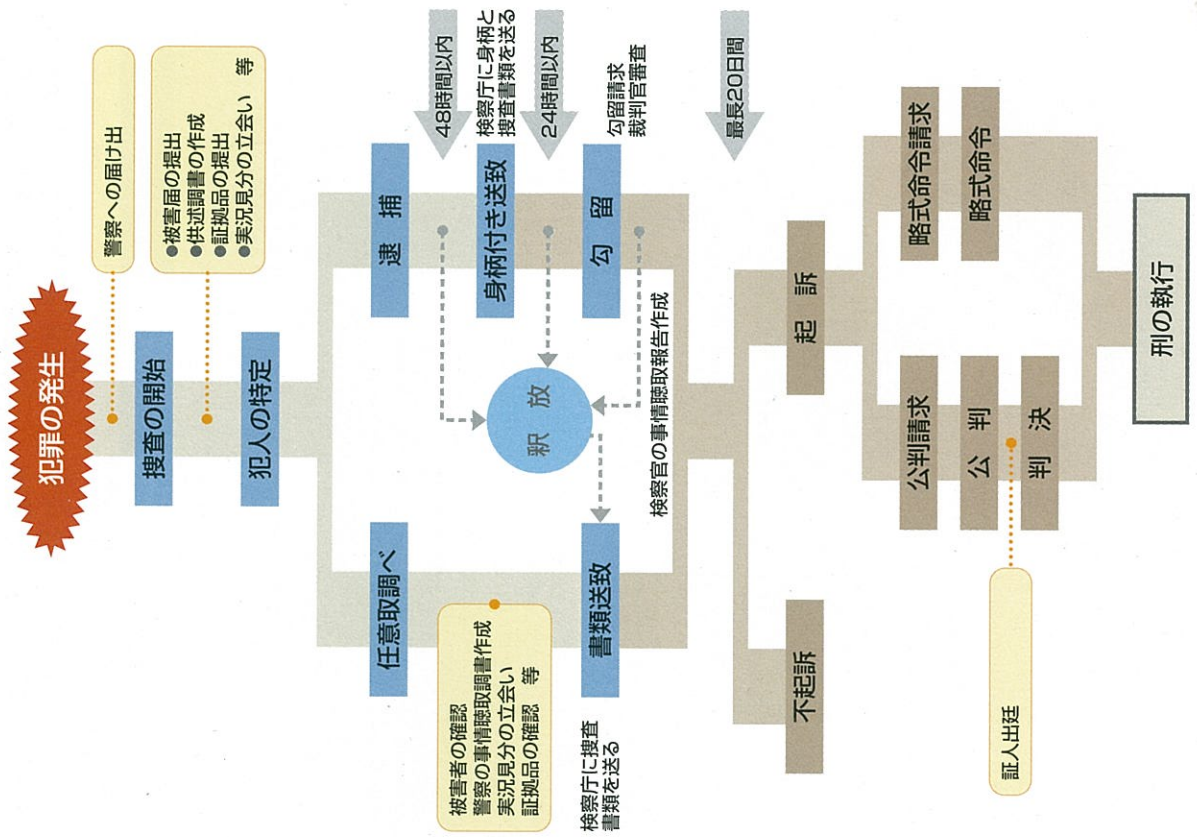 犯罪の発生
警察への届け出
捜査の開始
●被害届の提出
●供述調書の作成
●証拠品の提出
●実況見分の立会い 等
犯人の特定
任意取調べ
逮捕
48時間以内
被害者の確認
警察の事情聴取調書作成
実況見分の立会い
証拠品の確認 等
検察庁に身柄と
捜査書類を送る
身柄付き送致
24時間以内
釈放
書類送致
検察庁に捜査
書類を送る
勾留
勾留請求
裁判官審査
検察官の事情聴取報告作成
最長20日間
不起訴
起訴
公判請求
略式命令請求
公判
略式命令
証人出廷
判決
刑の執行